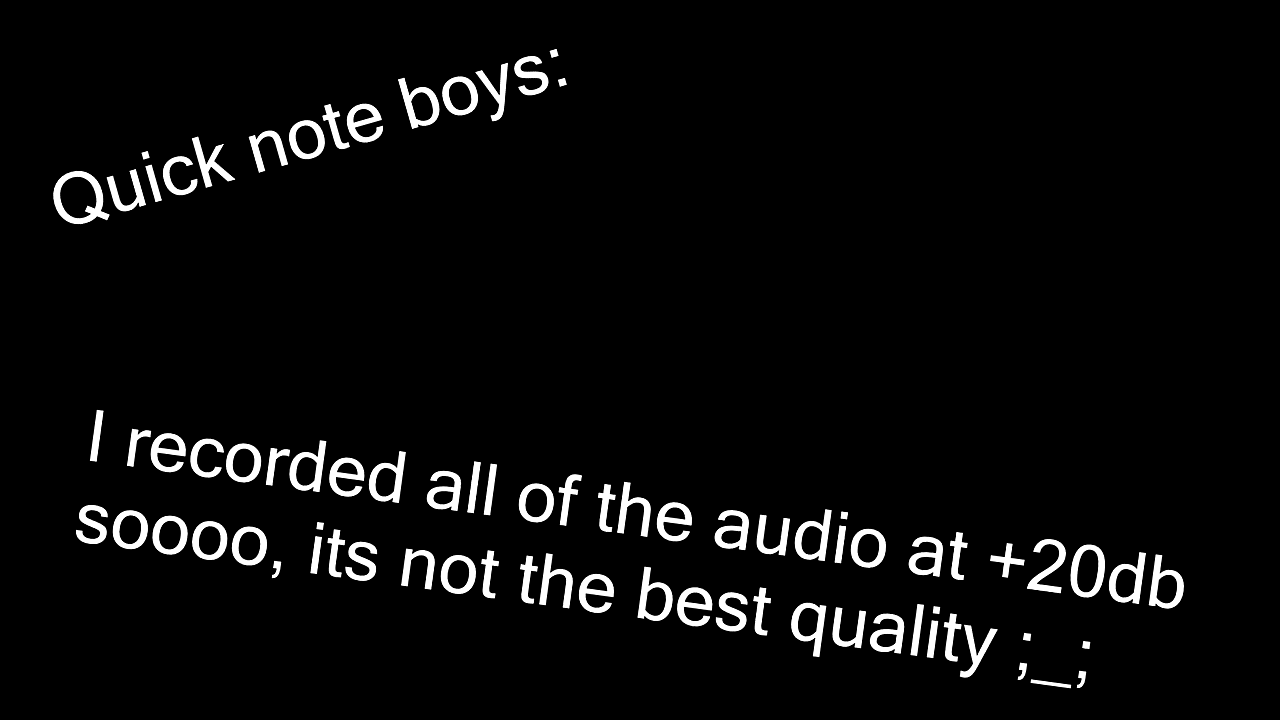 Quick note boys:
I recorded all of the audio at +20db
soooo, its not the best quality ;_;